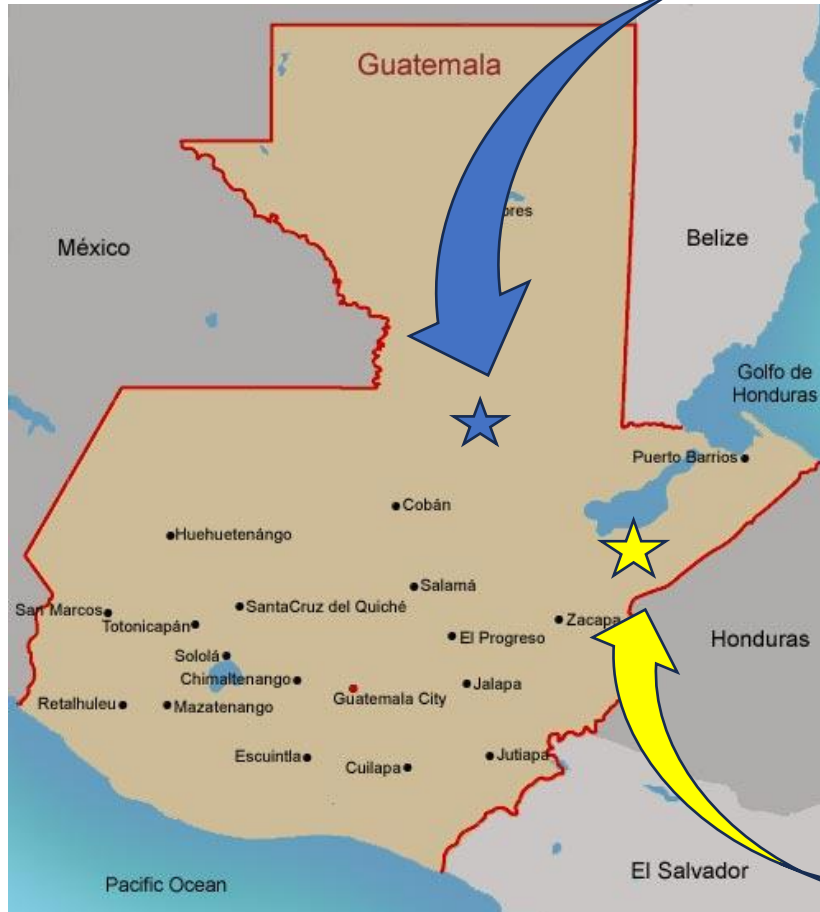 Guatemala
ores
México
Belize
Golfo de
Honduras
Puerto Barrios
Cobán
Huehuetenángo
Salamá
San Marcos
SantaCruz del Quiché
Totonicapán
Zacapa
El Progreso
Honduras
Sololá
Chimaltenango
Jalapa
Guatemala City
Retalhuleu
Mazatenango
Escuintla
Cuilapa
Jutiapa
El Salvador
Pacific Ocean